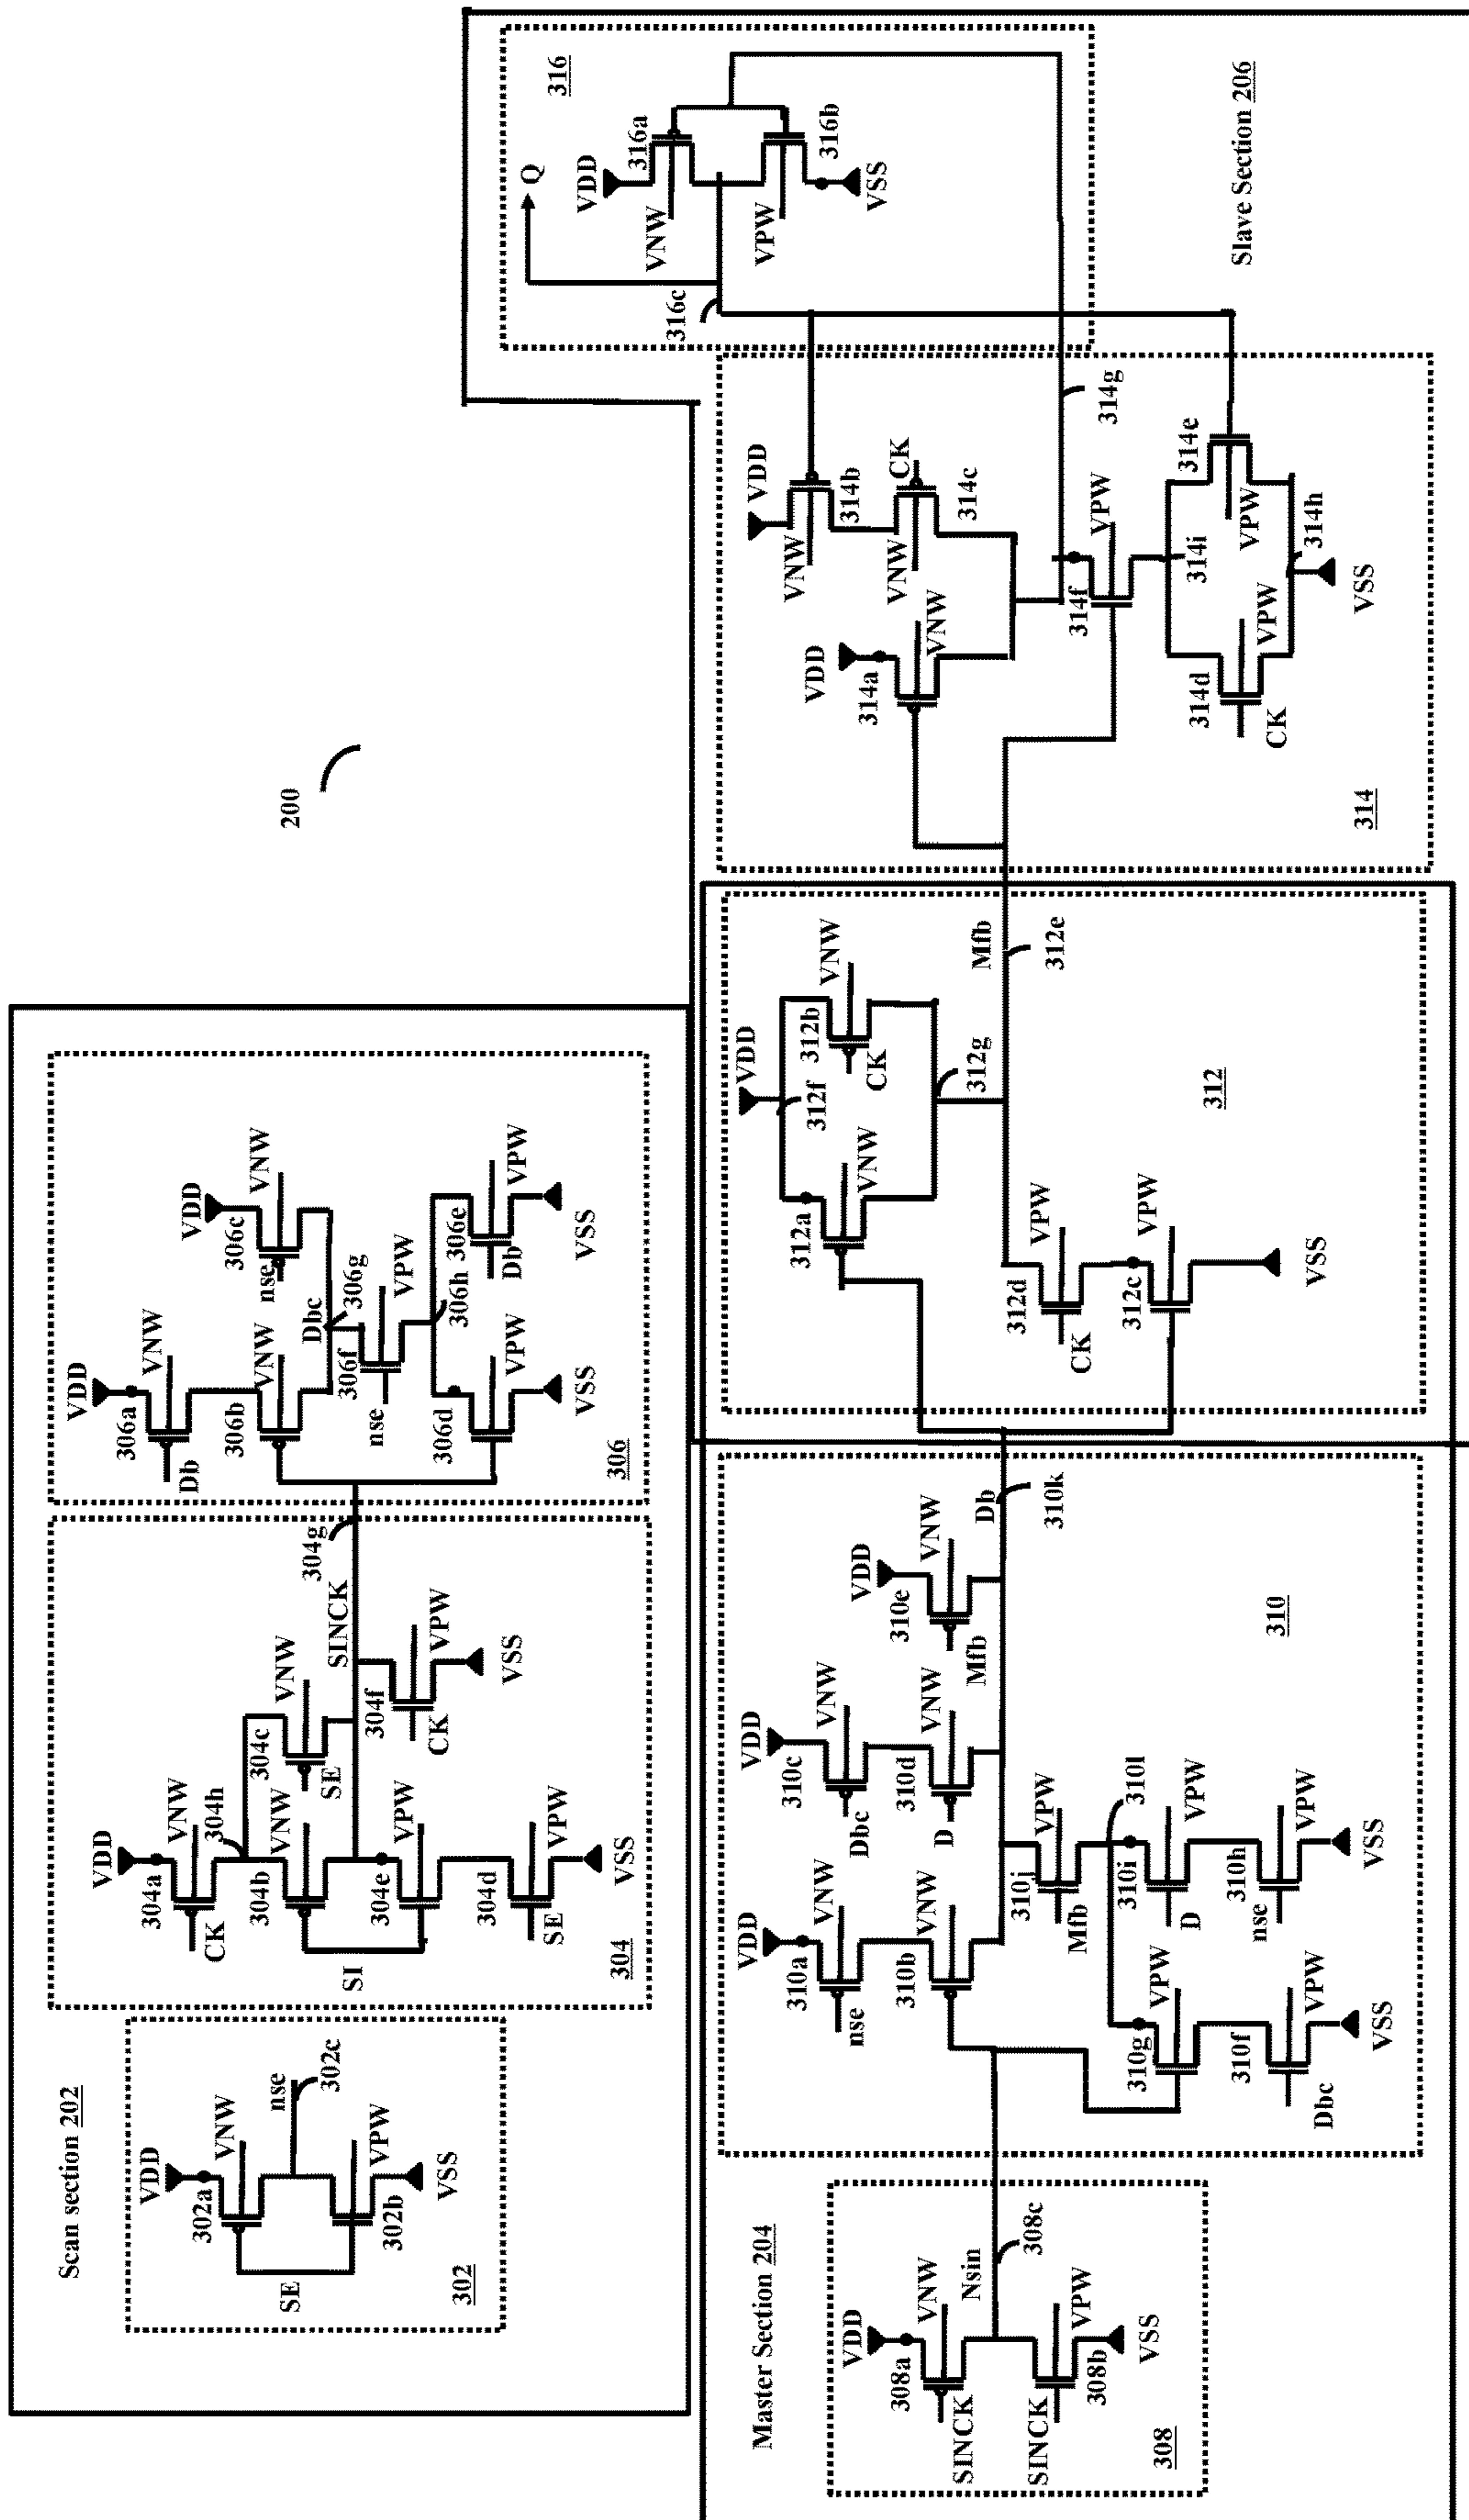 200
Scan section 202
SE
VDD
302a
VNW
nse
302c
VPW
302b
VSS
302
VDD
304a
VNW
CK
304h
304b
VNW
304c
VNW
SE
SI
304e
VPW
304d
SE
VPW
VSS
SINCK
304g
304f
CK
VPW
VSS
304
VDD
306a
VNW
Db
306b
VNW
VDD
306c
VNW
nse
Dbc
306g
306f
VPW
nse
306h
306d
VPW
VSS
306e
Db
VPW
VSS
306
Master Section 204
VDD
308a
VNW
SINCK
Nsin
308c
SINCK
VPW
308b
VSS
308
VDD
310a
VNW
nse
310b
VNW
VDD
310c
VNW
Dbc
310d
VNW
D
VDD
310e
VNW
Mfb
Db
310k
310j
VPW
Mfb
310l
310g
VPW
310f
VPW
Dbc
VSS
310i
VPW
D
310h
VPW
nse
VSS
310
VDD
312f
312a
VNW
312b
VNW
CK
312g
Mfb
312e
312d
VPW
CK
312c
VPW
VSS
312
VDD
314a
VNW
VDD
314b
VNW
CK
VNW
314c
314g
314f
VPW
314i
314d
VPW
CK
314e
VPW
314h
VSS
314
Q
316
VDD
316a
VNW
VPW
316b
VSS
316c
Slave Section 206